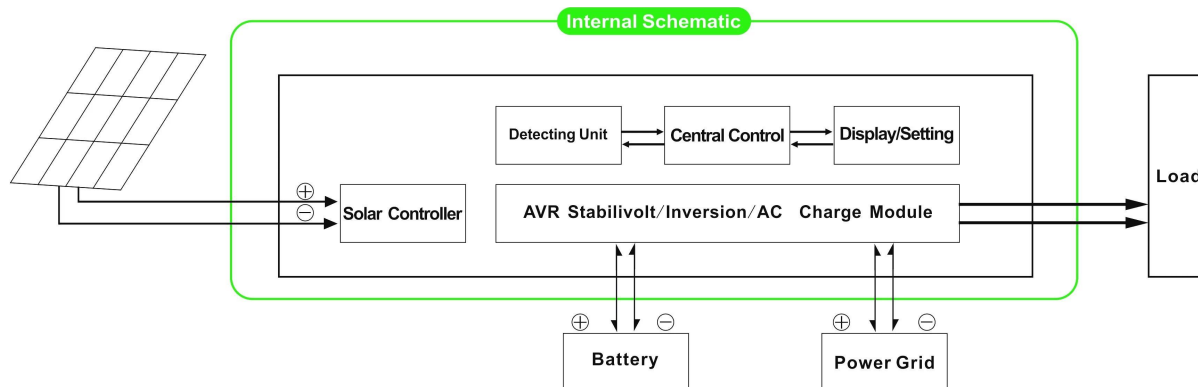 Internal Schematic
Detecting Unit
Central Control
Display/Setting
⊕
⊖
Solar Controller
AVR Stabilivolt/Inversion/AC Charge Module
Load
⊕ ⊖
Battery
⊕ ⊖
Power Grid